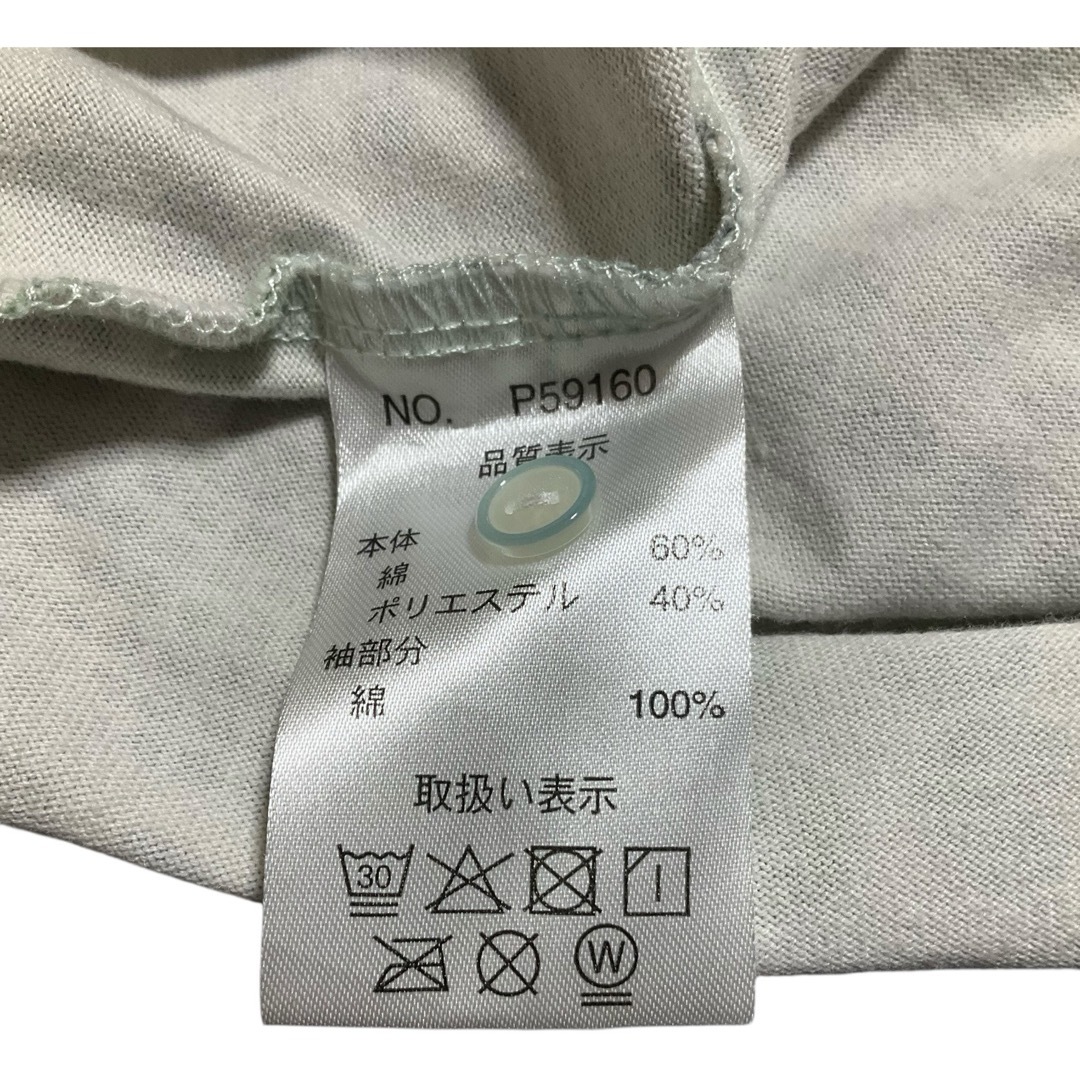 NO. P59160
品質表示
本体
綿 60%
ポリエステル 40%
袖部分
綿 100%
取扱い表示
30
W